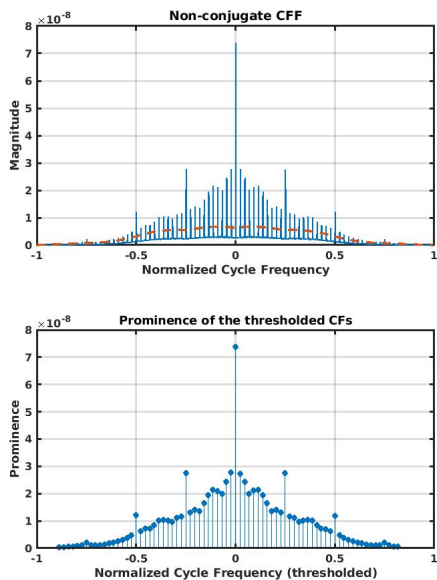 Non-conjugate CFF
×10⁻⁸
8
7
6
5
4
3
2
1
0
Magnitude
-1 -0.5 0 0.5 1
Normalized Cycle Frequency
Prominence of the thresholded CFs
×10⁻⁸
8
7
6
5
4
3
2
1
0
Prominence
-1 -0.5 0 0.5 1
Normalized Cycle Frequency (thresholded)